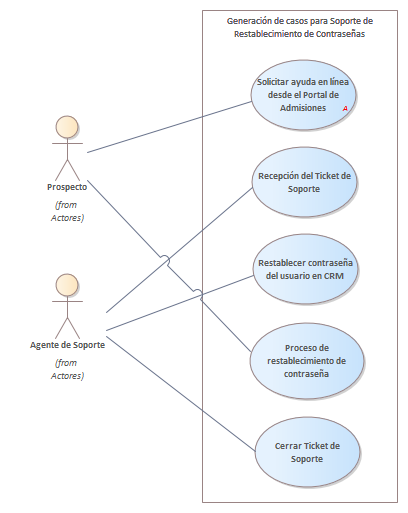 Generación de casos para Soporte de
Restablecimiento de Contraseñas
Solicitar ayuda en línea
desde el Portal de
Admisiones
A
Prospecto
(from
Actores)
Recepción del Ticket de
Soporte
Restablecer contraseña
del usuario en CRM
Agente de Soporte
(from
Actores)
Proceso de
restablecimiento de
contraseña
Cerrar Ticket de
Soporte